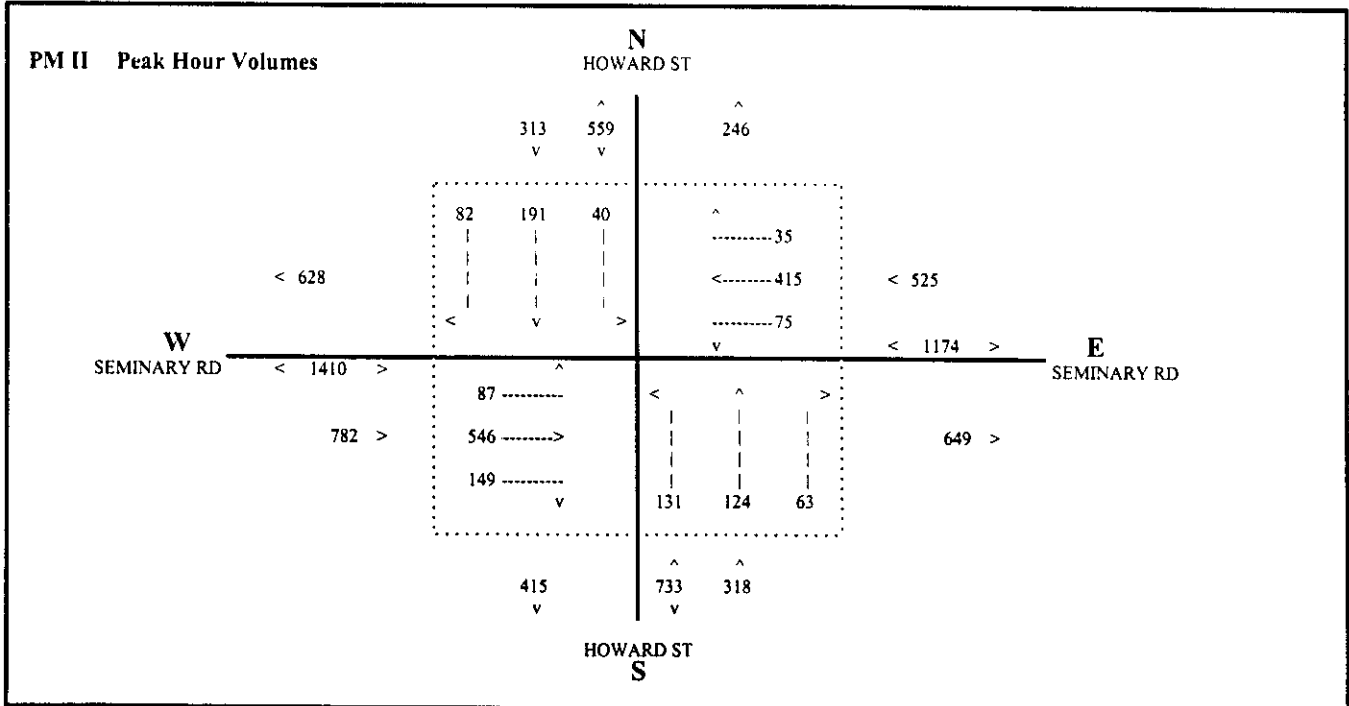 N
PM II Peak Hour Volumes
HOWARD ST
^ ^
313 559 246
v v
82 191 40 ^
----------35
< 628 <--------415 < 525
< v > ----------75
W v < 1174 > E
SEMINARY RD < 1410 > ^ SEMINARY RD
87 ---------- < ^ >
782 > 546 --------> 649 >
149 ----------
v 131 124 63
^ ^
415 733 318
v v
HOWARD ST
S